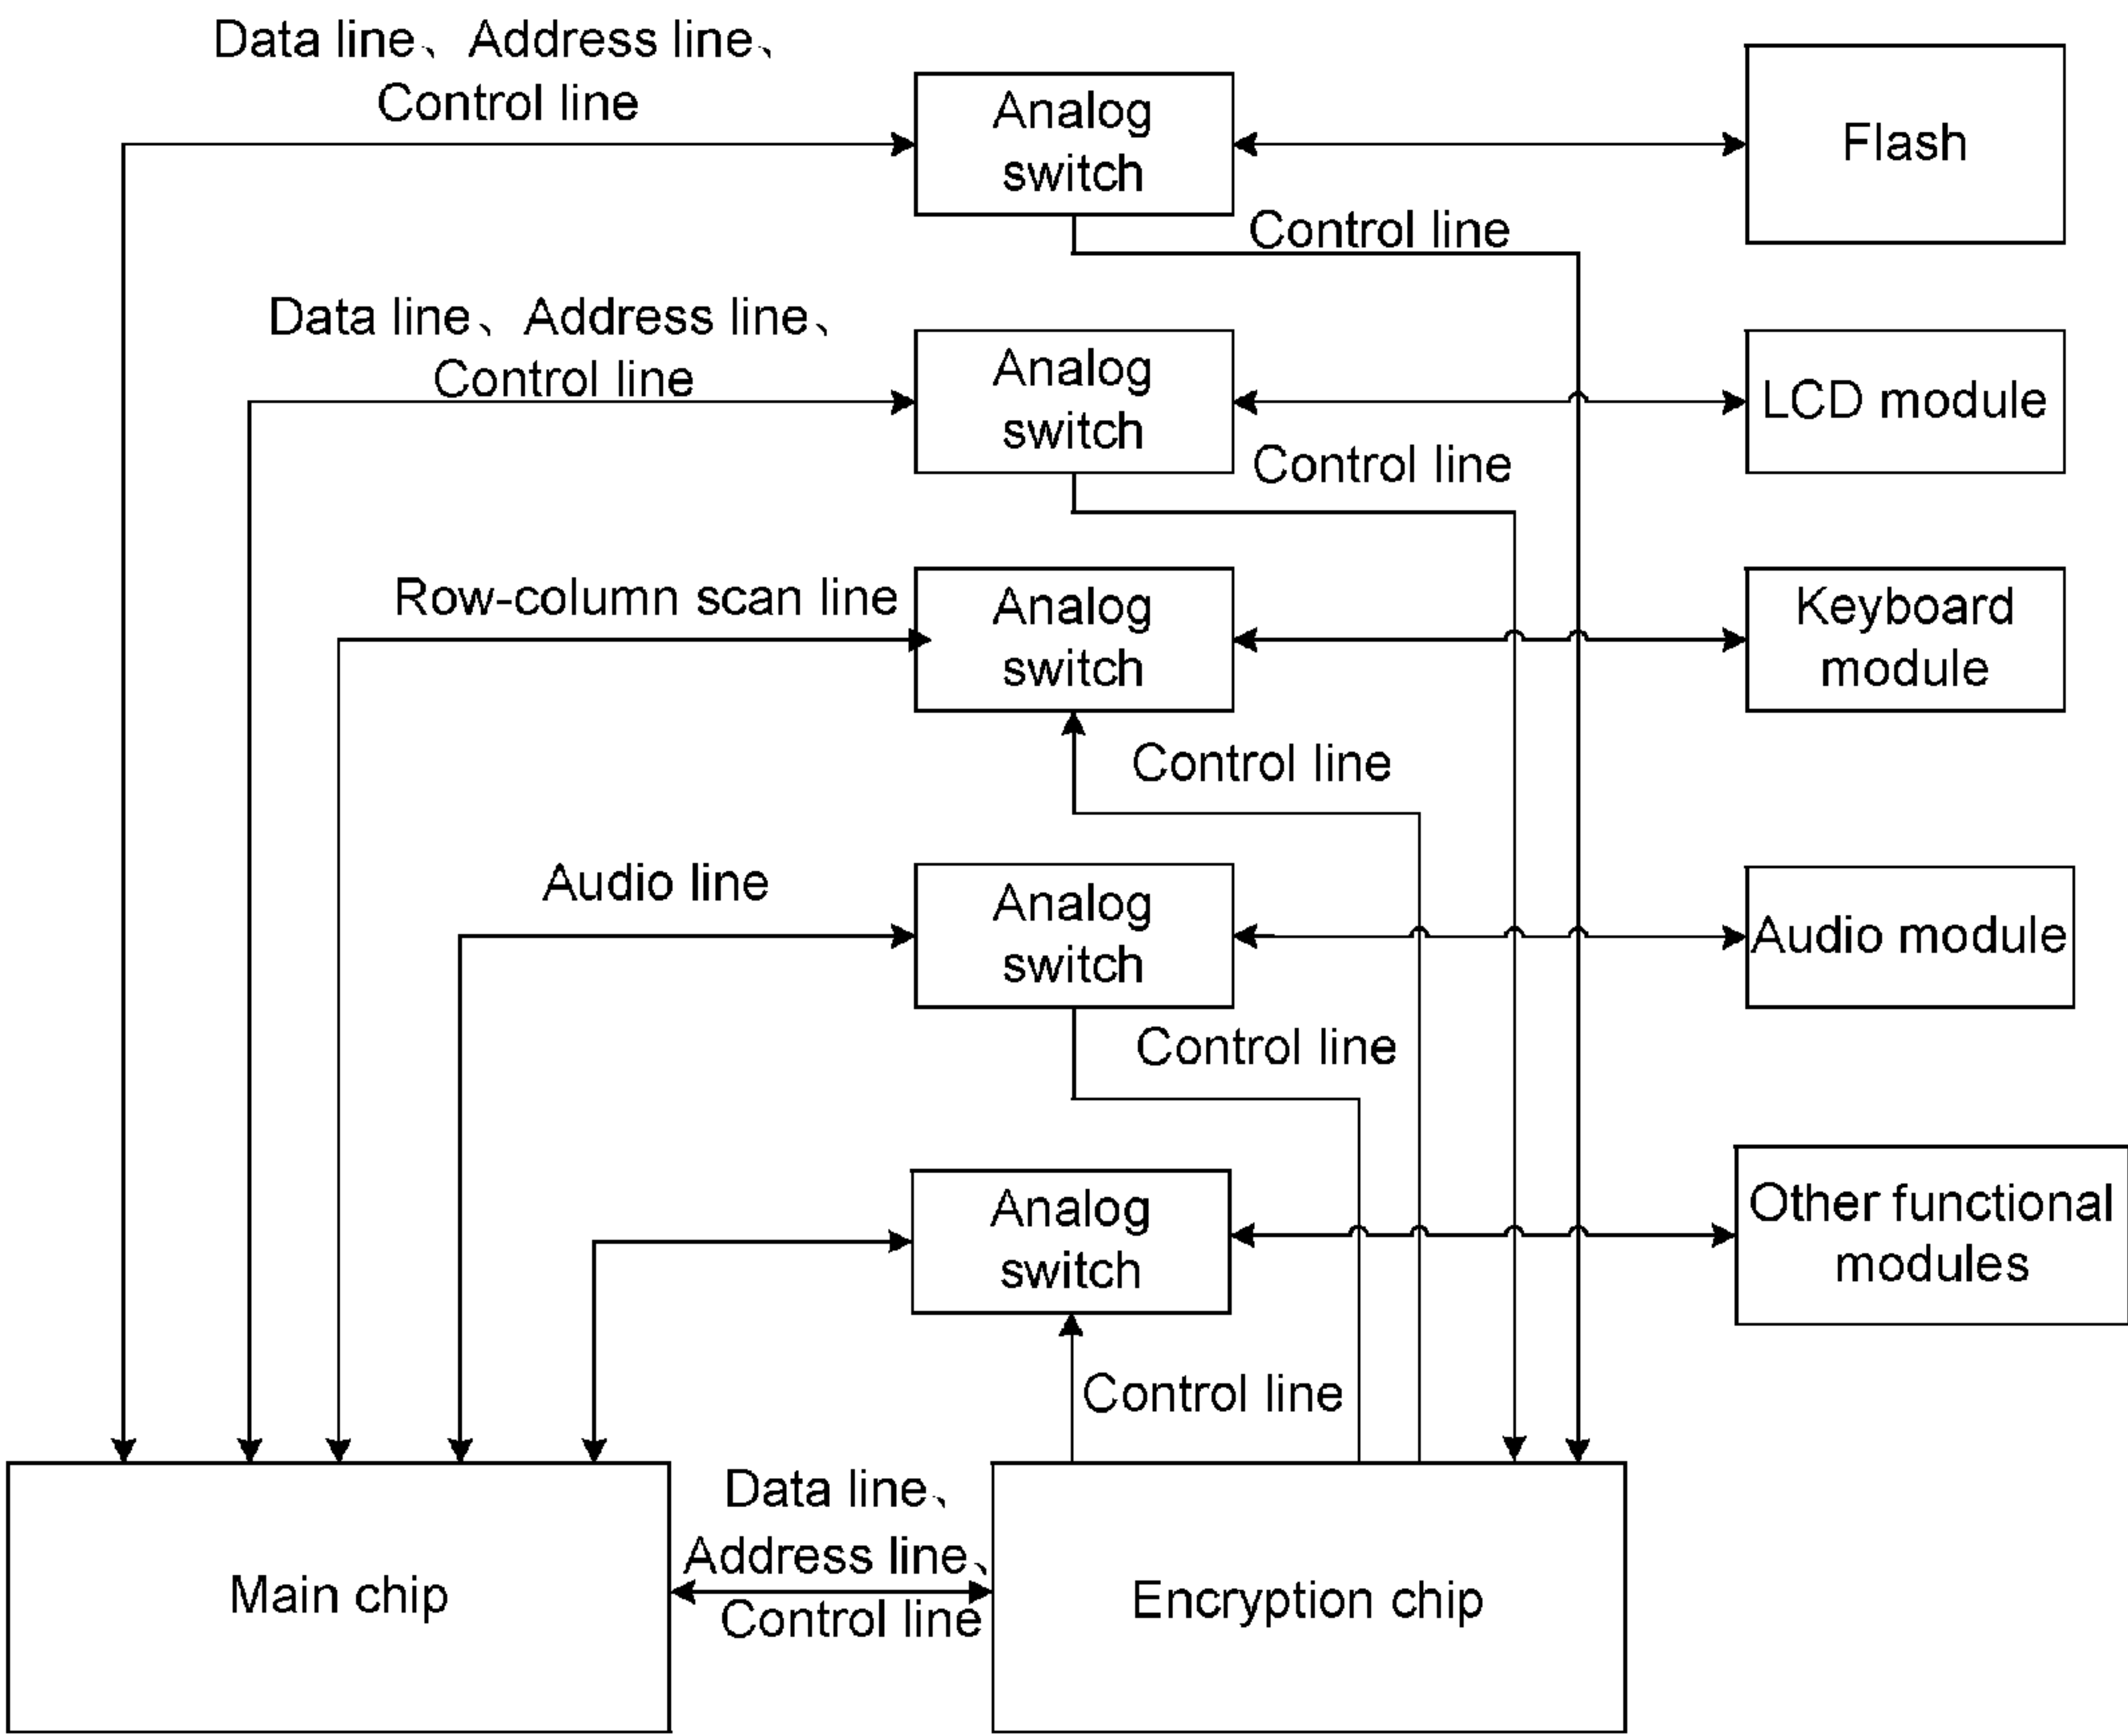 Data line、Address line、
Control line
Analog
switch
Flash
Control line
Data line、Address line、
Control line
Analog
switch
LCD module
Control line
Row-column scan line
Analog
switch
Keyboard
module
Control line
Audio line
Analog
switch
Audio module
Control line
Analog
switch
Other functional
modules
Control line
Data line、
Address line、
Control line
Main chip
Encryption chip